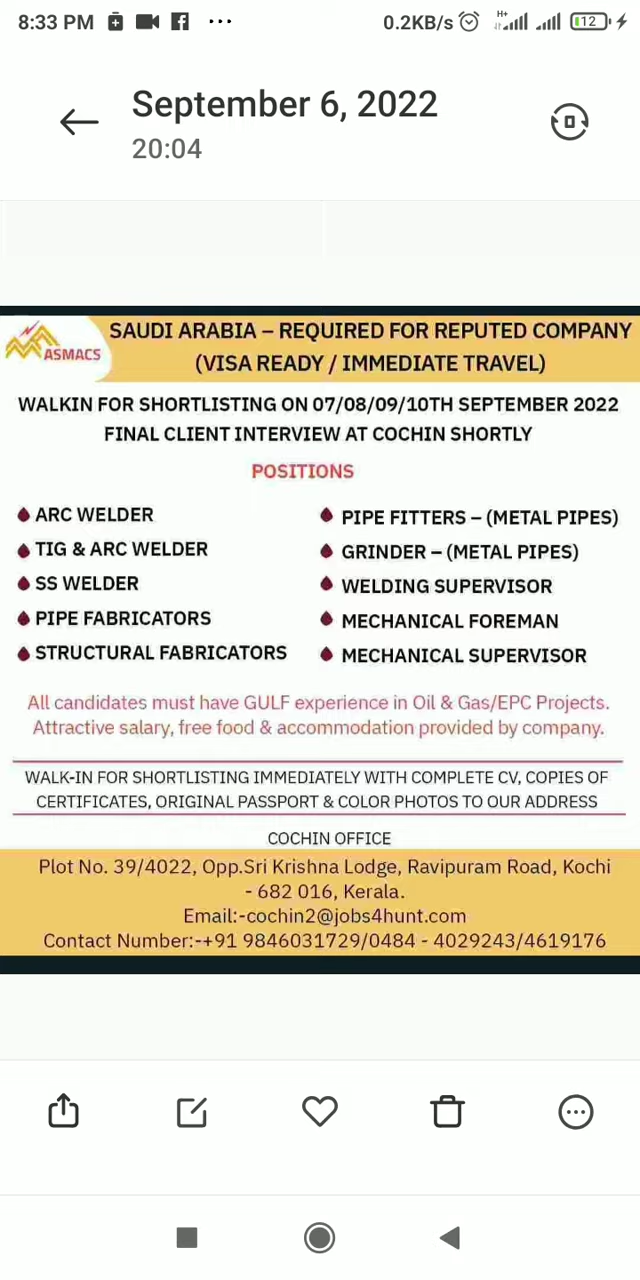 8:33 PM ... 0.2KB/s H+ 12
September 6, 2022
20:04
ASMACS
SAUDI ARABIA – REQUIRED FOR REPUTED COMPANY
(VISA READY / IMMEDIATE TRAVEL)
WALKIN FOR SHORTLISTING ON 07/08/09/10TH SEPTEMBER 2022
FINAL CLIENT INTERVIEW AT COCHIN SHORTLY
POSITIONS
ARC WELDER
TIG & ARC WELDER
SS WELDER
PIPE FABRICATORS
STRUCTURAL FABRICATORS
PIPE FITTERS – (METAL PIPES)
GRINDER – (METAL PIPES)
WELDING SUPERVISOR
MECHANICAL FOREMAN
MECHANICAL SUPERVISOR
All candidates must have GULF experience in Oil & Gas/EPC Projects.
Attractive salary, free food & accommodation provided by company.
WALK-IN FOR SHORTLISTING IMMEDIATELY WITH COMPLETE CV, COPIES OF
CERTIFICATES, ORIGINAL PASSPORT & COLOR PHOTOS TO OUR ADDRESS
COCHIN OFFICE
Plot No. 39/4022, Opp.Sri Krishna Lodge, Ravipuram Road, Kochi
- 682 016, Kerala.
Email:-cochin2@jobs4hunt.com
Contact Number:-+91 9846031729/0484 - 4029243/4619176